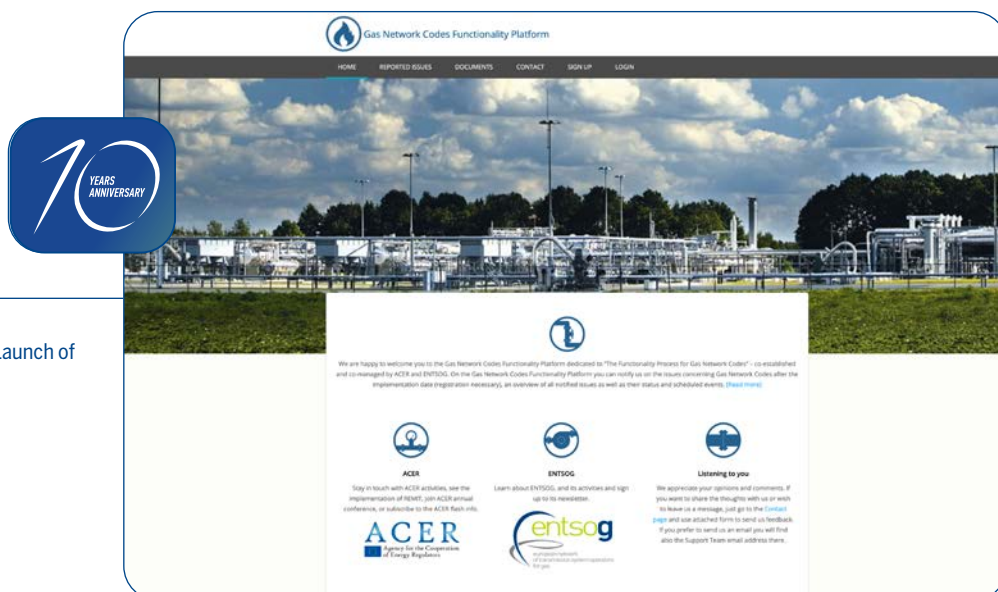 Gas Network Codes Functionality Platform
HOME REPORTED ISSUES DOCUMENTS CONTACT SIGN UP LOGIN
10 YEARS
ANNIVERSARY
Launch of
We are happy to welcome you to the Gas Network Codes Functionality Platform dedicated to "The Functionality Process for Gas Network Codes" – co-established
and co-managed by ACER and ENTSOG. On the Gas Network Codes Functionality Platform you can notify us on the issues concerning Gas Network Codes after the
implementation date (registration necessary), an overview of all notified issues as well as their status and scheduled events. (Read more)
ACER
Stay in touch with ACER activities, see the
implementation of REMIT, join ACER annual
conference, or subscribe to the ACER flash info.
ACER
Agency for the Cooperation
of Energy Regulators
ENTSOG
Learn about ENTSOG, and its activities and sign
up to its newsletter.
entsog
european network
of transmission system operators
for gas
Listening to you
We appreciate your opinions and comments. If
you want to share the thoughts with us or wish
to leave us a message, just go to the Contact
page and use attached form to send us feedback.
If you prefer to send us an email you will find
also the Support Team email address there.